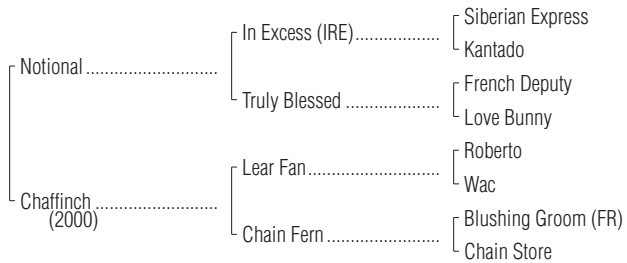 Siberian Express
In Excess (IRE)..................
Kantado
Notional ............................
French Deputy
Truly Blessed ....................
Love Bunny
Roberto
Lear Fan............................
Wac
Chaffinch ..........................
(2000)
Blushing Groom (FR)
Chain Fern ........................
Chain Store